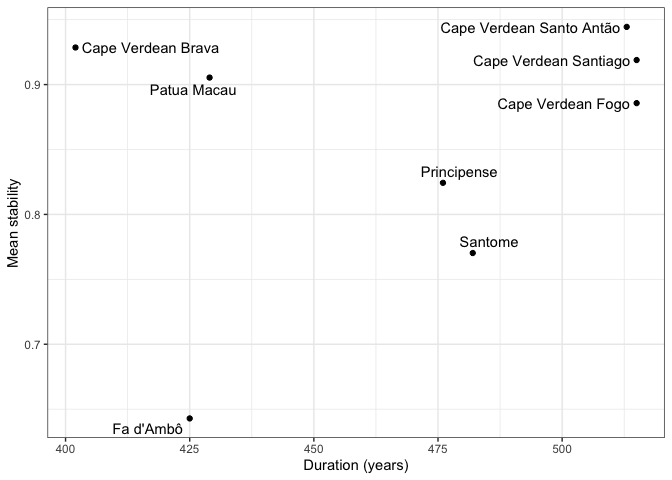 Cape Verdean Santo Antão
Cape Verdean Brava
Cape Verdean Santiago
0.9
Patua Macau
Cape Verdean Fogo
Principense
0.8
Santome
Mean stability
0.7
Fa d'Ambô
400 425 450 475 500
Duration (years)